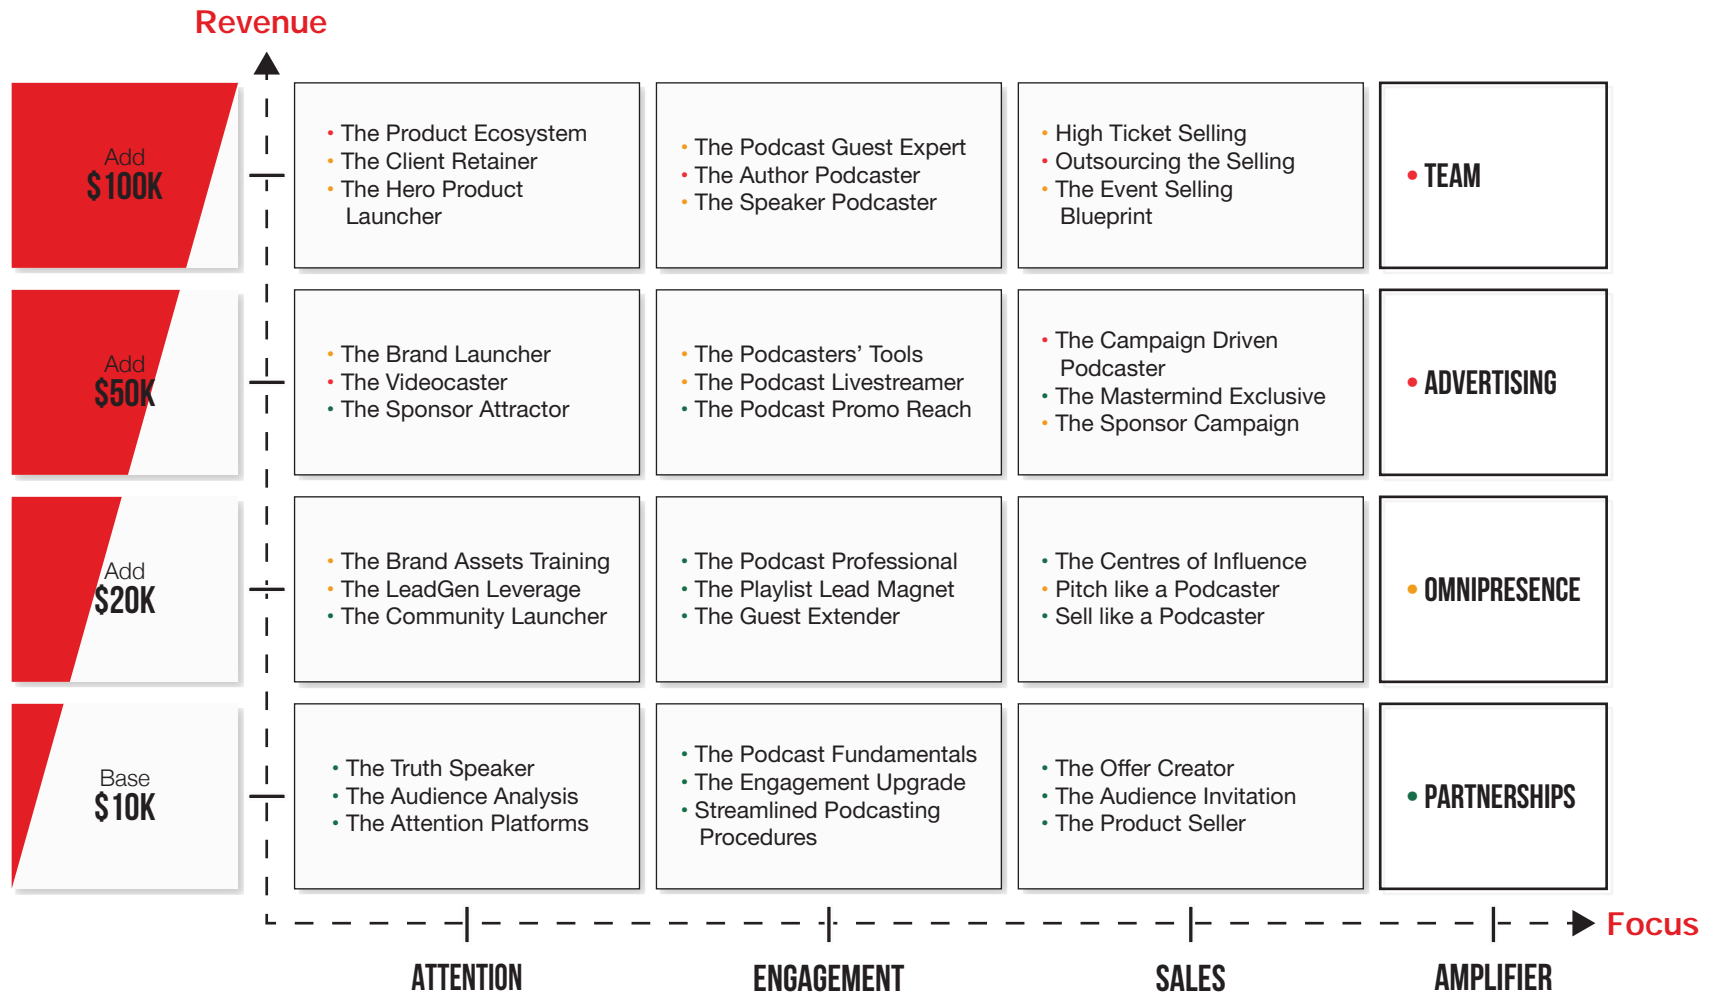 Revenue
Add
$100K
• The Product Ecosystem
• The Client Retainer
• The Hero Product
Launcher
• The Podcast Guest Expert
• The Author Podcaster
• The Speaker Podcaster
• High Ticket Selling
• Outsourcing the Selling
• The Event Selling
Blueprint
• TEAM
Add
$50K
• The Brand Launcher
• The Videocaster
• The Sponsor Attractor
• The Podcasters’ Tools
• The Podcast Livestreamer
• The Podcast Promo Reach
• The Campaign Driven
Podcaster
• The Mastermind Exclusive
• The Sponsor Campaign
• ADVERTISING
Add
$20K
• The Brand Assets Training
• The LeadGen Leverage
• The Community Launcher
• The Podcast Professional
• The Playlist Lead Magnet
• The Guest Extender
• The Centres of Influence
• Pitch like a Podcaster
• Sell like a Podcaster
• OMNIPRESENCE
Base
$10K
• The Truth Speaker
• The Audience Analysis
• The Attention Platforms
• The Podcast Fundamentals
• The Engagement Upgrade
• Streamlined Podcasting
Procedures
• The Offer Creator
• The Audience Invitation
• The Product Seller
• PARTNERSHIPS
Focus
ATTENTION
ENGAGEMENT
SALES
AMPLIFIER